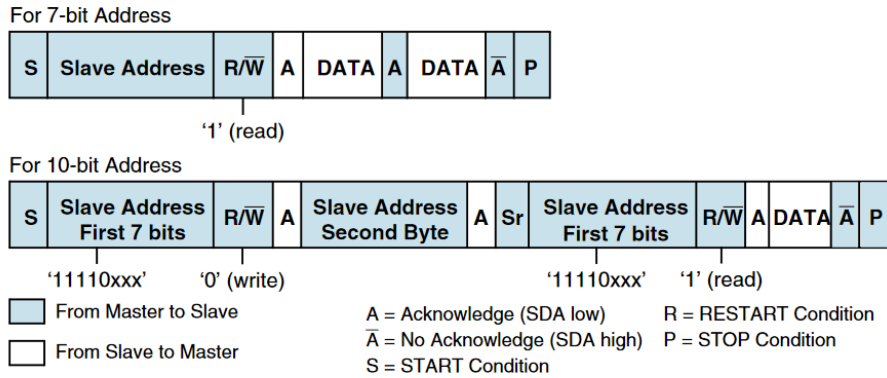 For 7-bit Address
S Slave Address R/W̅ A DATA A DATA A̅ P
‘1’ (read)
For 10-bit Address
S Slave Address First 7 bits R/W̅ A Slave Address Second Byte A Sr Slave Address First 7 bits R/W̅ A DATA A̅ P
‘11110xxx’ ‘0’ (write) ‘11110xxx’ ‘1’ (read)
From Master to Slave
From Slave to Master
A = Acknowledge (SDA low)
A̅ = No Acknowledge (SDA high)
S = START Condition
R = RESTART Condition
P = STOP Condition